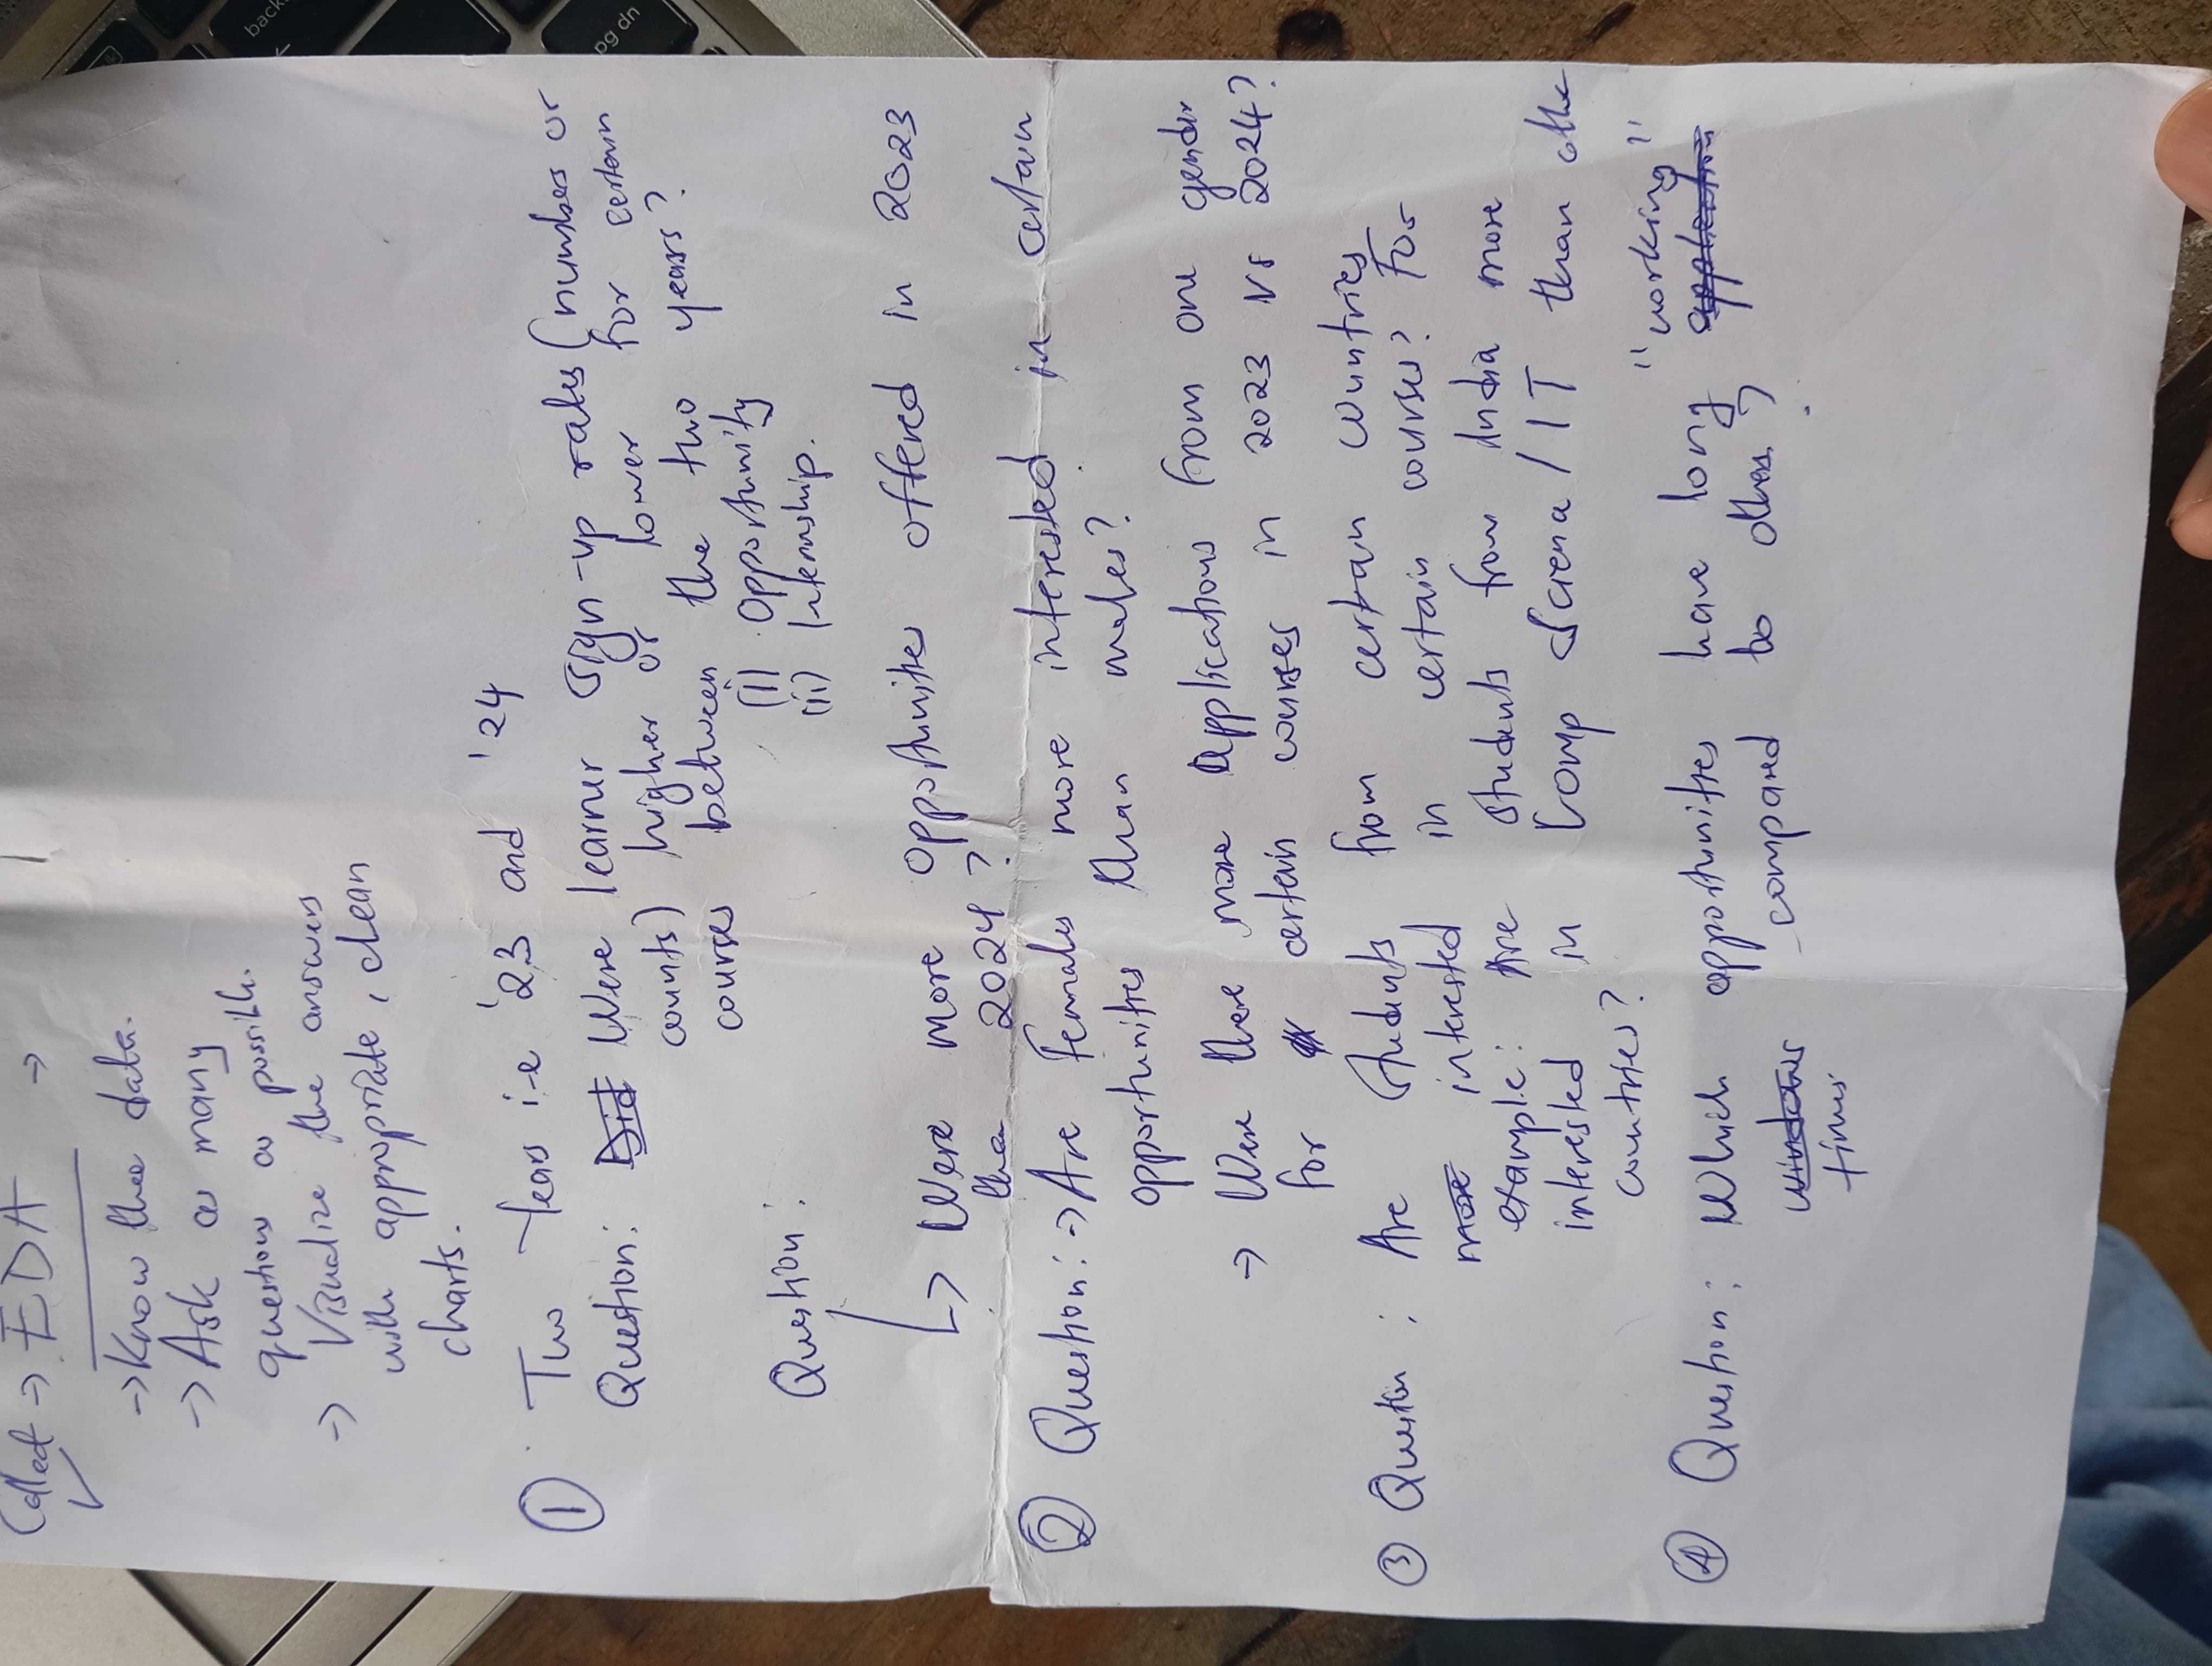 Collect → EDA →
✓
→ Know thee data.
→ Ask as many
questions as possible.
→ Visualize the answers
with appropriate, clean
charts.
① Two Years i.e '23 and '24
Question: Did Were learner sign-up rates (numbers or
counts) higher or lower for certain
courses between the two years?
(i) Opportunity
(ii) Internship.
Question:
↳ Were more opportunities offered in 2023
than 2024?
② Question: → Are Females more interested in certain
opportunities than males?
→ Were there more Applications from one gender
for certain courses in 2023 vs 2024?
③ Question: Are Students from certain countries
more interested in certain courses? For
example: Are students from India more
interested in Comp Science/IT than other
countries?
④ Question: Which opportunities have long "working"
application
windows compared to others?
times
back
pg dn